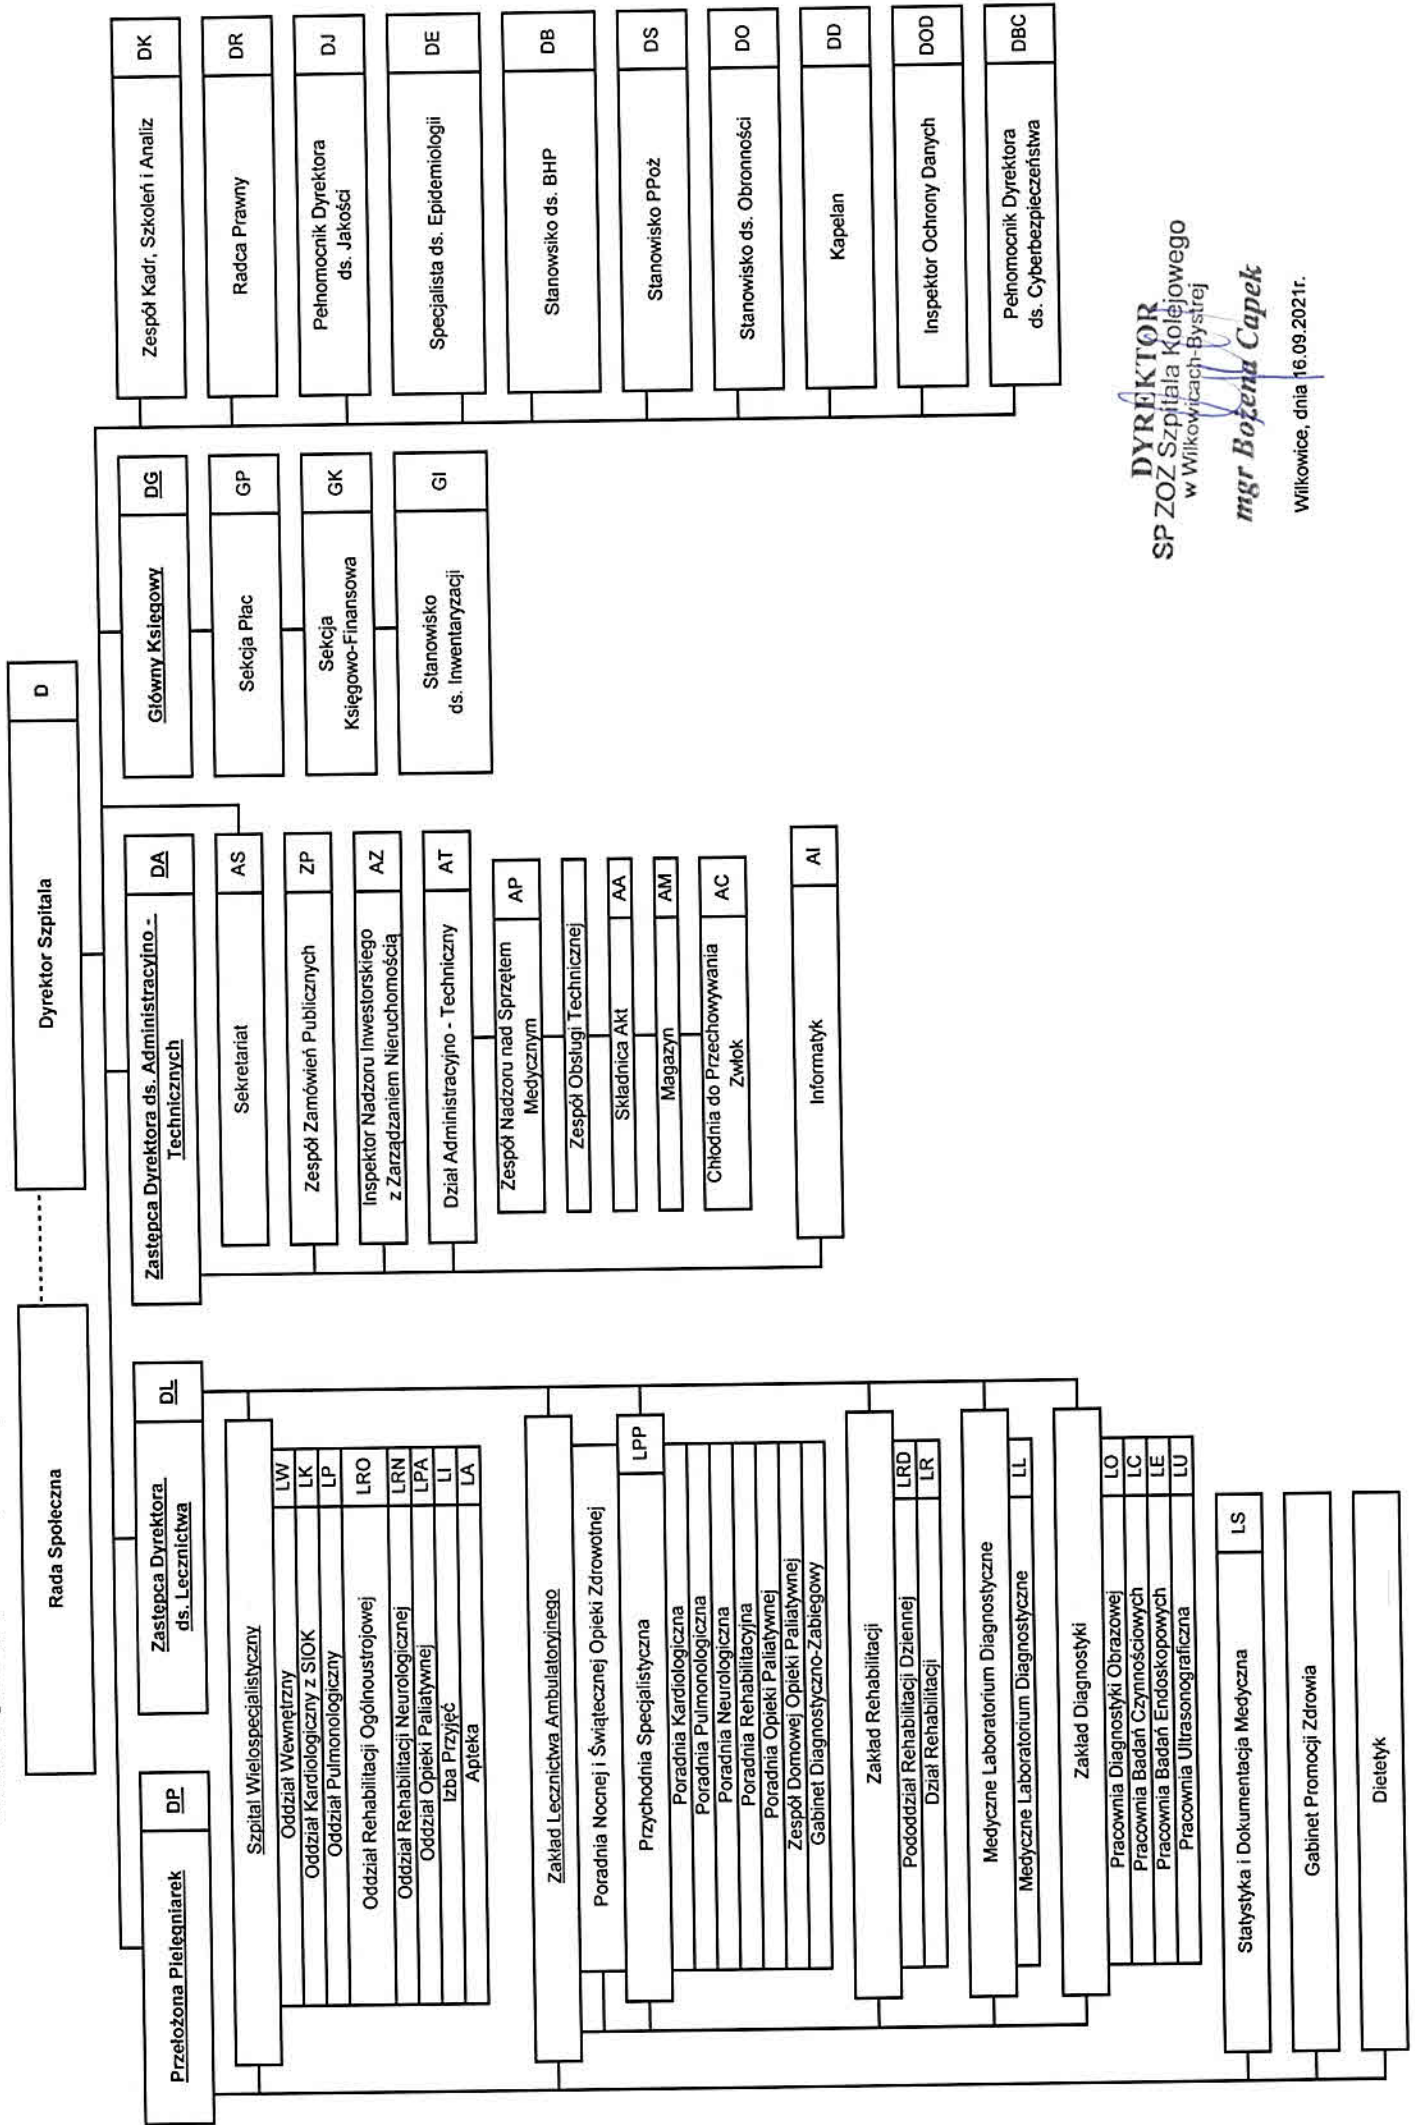 Rada Społeczna
Dyrektor Szpitala
D
Przełożona Pielęgniarek
DP
Zastępca Dyrektora
ds. Lecznictwa
DL
Szpital Wielospecjalistyczny
Oddział Wewnętrzny
LW
Oddział Kardiologiczny z SIOK
LK
Oddział Pulmonologiczny
LP
Oddział Rehabilitacji Ogólnoustrojowej
LRO
Oddział Rehabilitacji Neurologicznej
LRN
Oddział Opieki Paliatywnej
LPA
Izba Przyjęć
LI
Apteka
LA
Zakład Lecznictwa Ambulatoryjnego
Poradnia Nocnej i Świątecznej Opieki Zdrowotnej
Przychodnia Specjalistyczna
LPP
Poradnia Kardiologiczna
Poradnia Pulmonologiczna
Poradnia Neurologiczna
Poradnia Rehabilitacyjna
Poradnia Opieki Paliatywnej
Zespół Domowej Opieki Paliatywnej
Gabinet Diagnostyczno-Zabiegowy
Zakład Rehabilitacji
Pododdział Rehabilitacji Dziennej
LRD
Dział Rehabilitacji
LR
Medyczne Laboratorium Diagnostyczne
Medyczne Laboratorium Diagnostyczne
LL
Zakład Diagnostyki
Pracownia Diagnostyki Obrazowej
LO
Pracownia Badań Czynnościowych
LC
Pracownia Badań Endoskopowych
LE
Pracownia Ultrasonograficzna
LU
Statystyka i Dokumentacja Medyczna
LS
Gabinet Promocji Zdrowia
Dietetyk
Zastępca Dyrektora ds. Administracyjno -
Technicznych
DA
Sekretariat
AS
Zespół Zamówień Publicznych
ZP
Inspektor Nadzoru Inwestorskiego
z Zarządzaniem Nieruchomością
AZ
Dział Administracyjno - Techniczny
AT
Zespół Nadzoru nad Sprzętem
Medycznym
AP
Zespół Obsługi Technicznej
Składnica Akt
AA
Magazyn
AM
Chłodnia do Przechowywania
Zwłok
AC
Informatyk
AI
Główny Księgowy
DG
Sekcja Płac
GP
Sekcja
Księgowo-Finansowa
GK
Stanowisko
ds. Inwentaryzacji
GI
Zespół Kadr, Szkoleń i Analiz
DK
Radca Prawny
DR
Pełnomocnik Dyrektora
ds. Jakości
DJ
Specjalista ds. Epidemiologii
DE
Stanowsiko ds. BHP
DB
Stanowisko PPoż
DS
Stanowisko ds. Obronności
DO
Kapelan
DD
Inspektor Ochrony Danych
DOD
Pełnomocnik Dyrektora
ds. Cyberbezpieczeństwa
DBC
DYREKTOR
SP ZOZ Szpitala Kolejowego
w Wilkowicach-Bystrej
mgr Bożena Capek
Wilkowice, dnia 16.09.2021r.